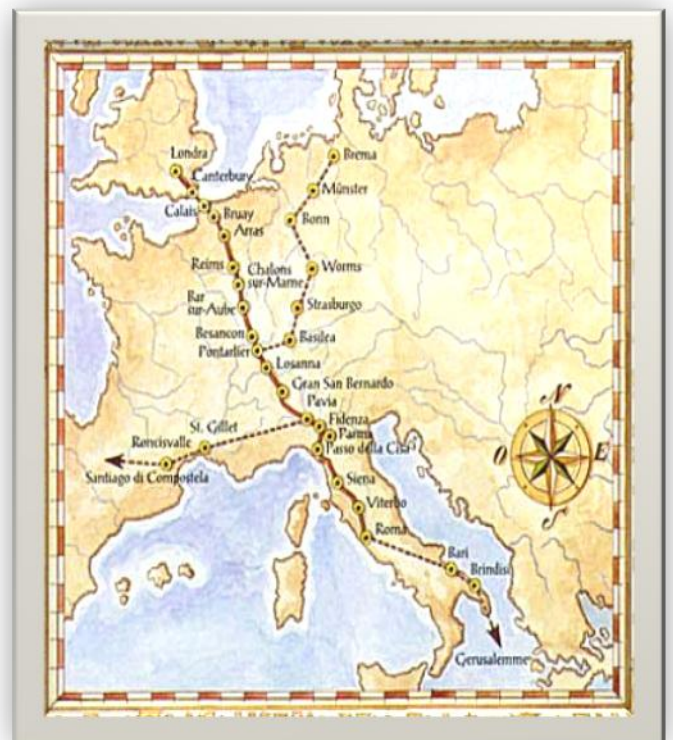 Londra
Canterbury
Calais
Bruay
Arras
Reims
Chalons
sur-Marne
Bar
sur-Aube
Besancon
Pontarlier
Losanna
Gran San Bernardo
Pavia
Fidenza
Parma
Passo della Cisa
Siena
Viterbo
Roma
Bari
Brindisi
Gerusalemme
Brema
Münster
Bonn
Worms
Strasburgo
Basilea
St. Gillet
Roncisvalle
Santiago di Compostela
N
O
E
S